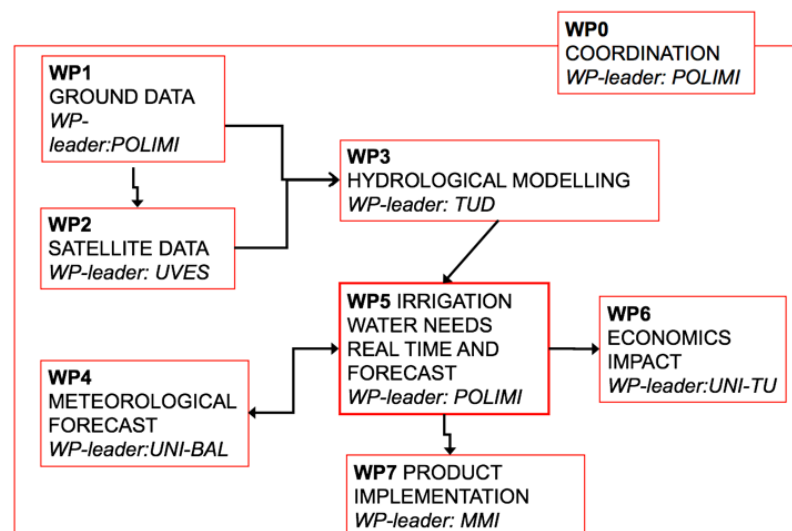 WP0
COORDINATION
WP-leader: POLIMI
WP1
GROUND DATA
WP-
leader:POLIMI
WP3
HYDROLOGICAL MODELLING
WP-leader: TUD
WP2
SATELLITE DATA
WP-leader: UVES
WP5 IRRIGATION
WATER NEEDS
REAL TIME AND
FORECAST
WP-leader: POLIMI
WP6
ECONOMICS
IMPACT
WP-leader:UNI-TU
WP4
METEOROLOGICAL
FORECAST
WP-leader:UNI-BAL
WP7 PRODUCT
IMPLEMENTATION
WP-leader: MMI